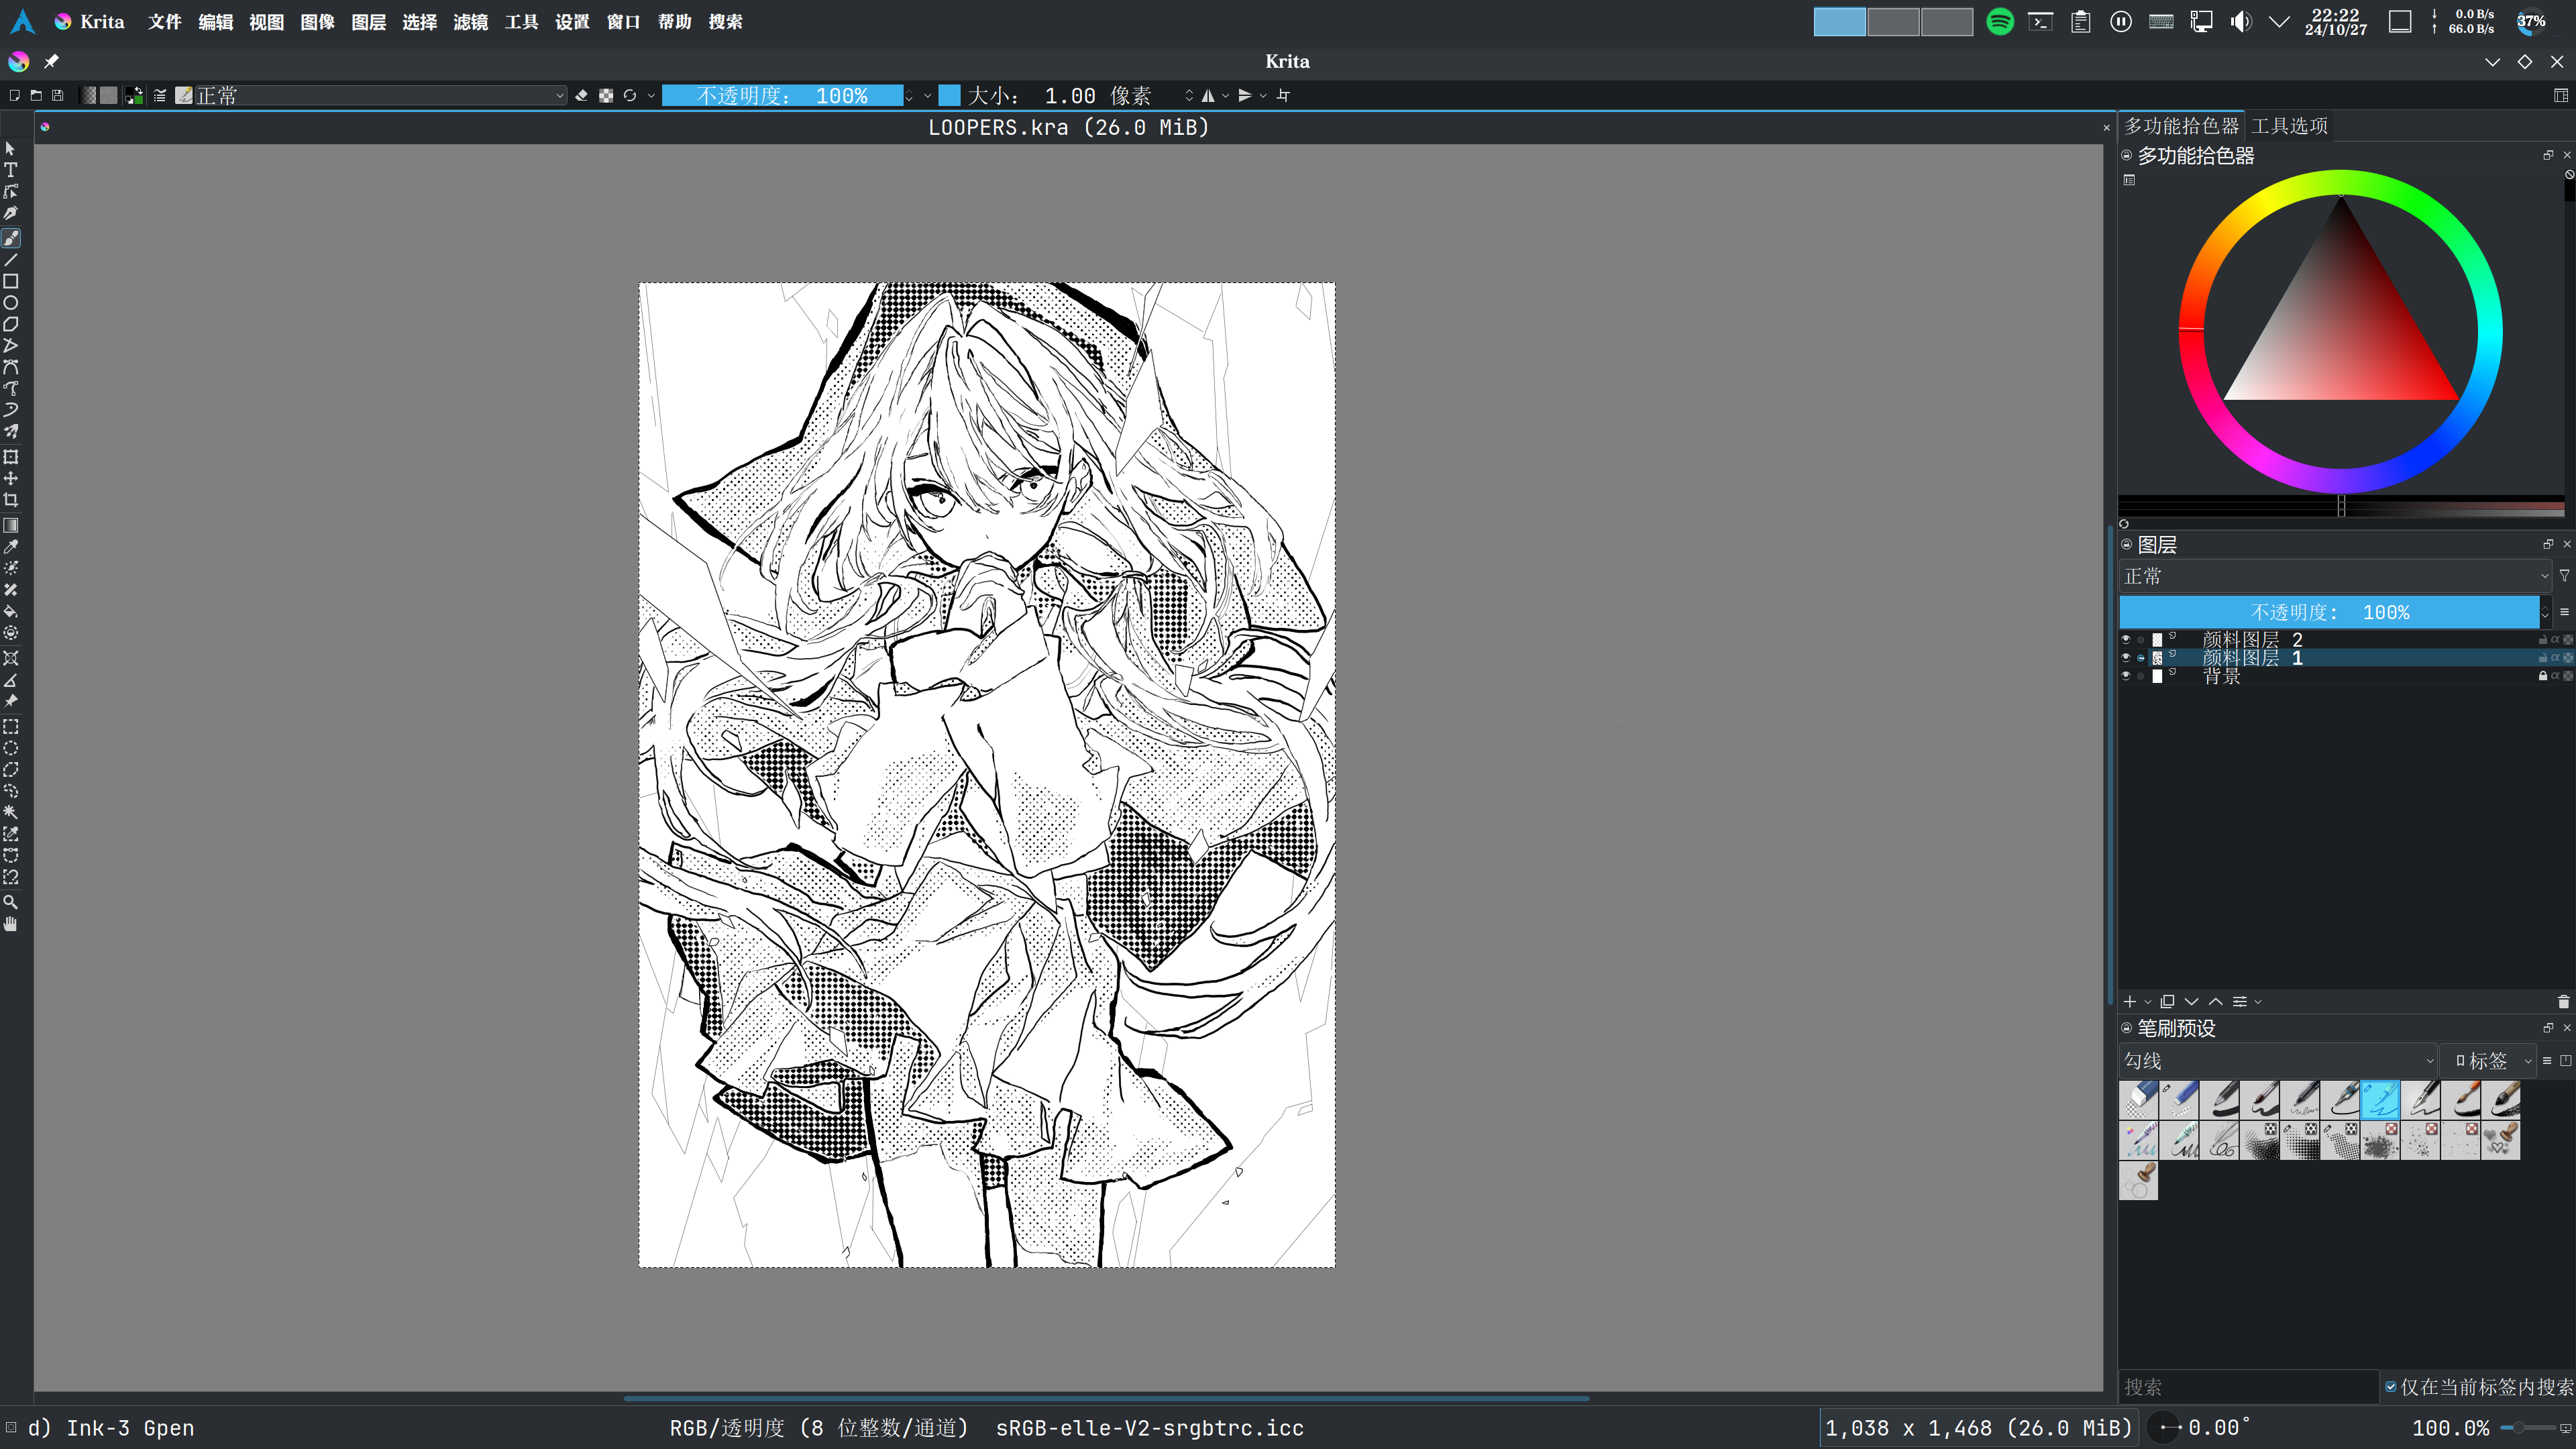 Krita 文件 编辑 视图 图像 图层 选择 滤镜 工具 设置 窗口 帮助 搜索
22:22
24/10/27
0.0 B/s
66.0 B/s
37%
Krita
正常
不透明度： 100%
大小： 1.00 像素
LOOPERS.kra (26.0 MiB)
多功能拾色器 工具选项
多功能拾色器
图层
正常
不透明度： 100%
颜料图层 2
颜料图层 1
背景
笔刷预设
勾线
标签
搜索
仅在当前标签内搜索
d) Ink-3 Gpen
RGB/透明度 (8 位整数/通道) sRGB-elle-V2-srgbtrc.icc
1,038 x 1,468 (26.0 MiB)
0.00°
100.0%